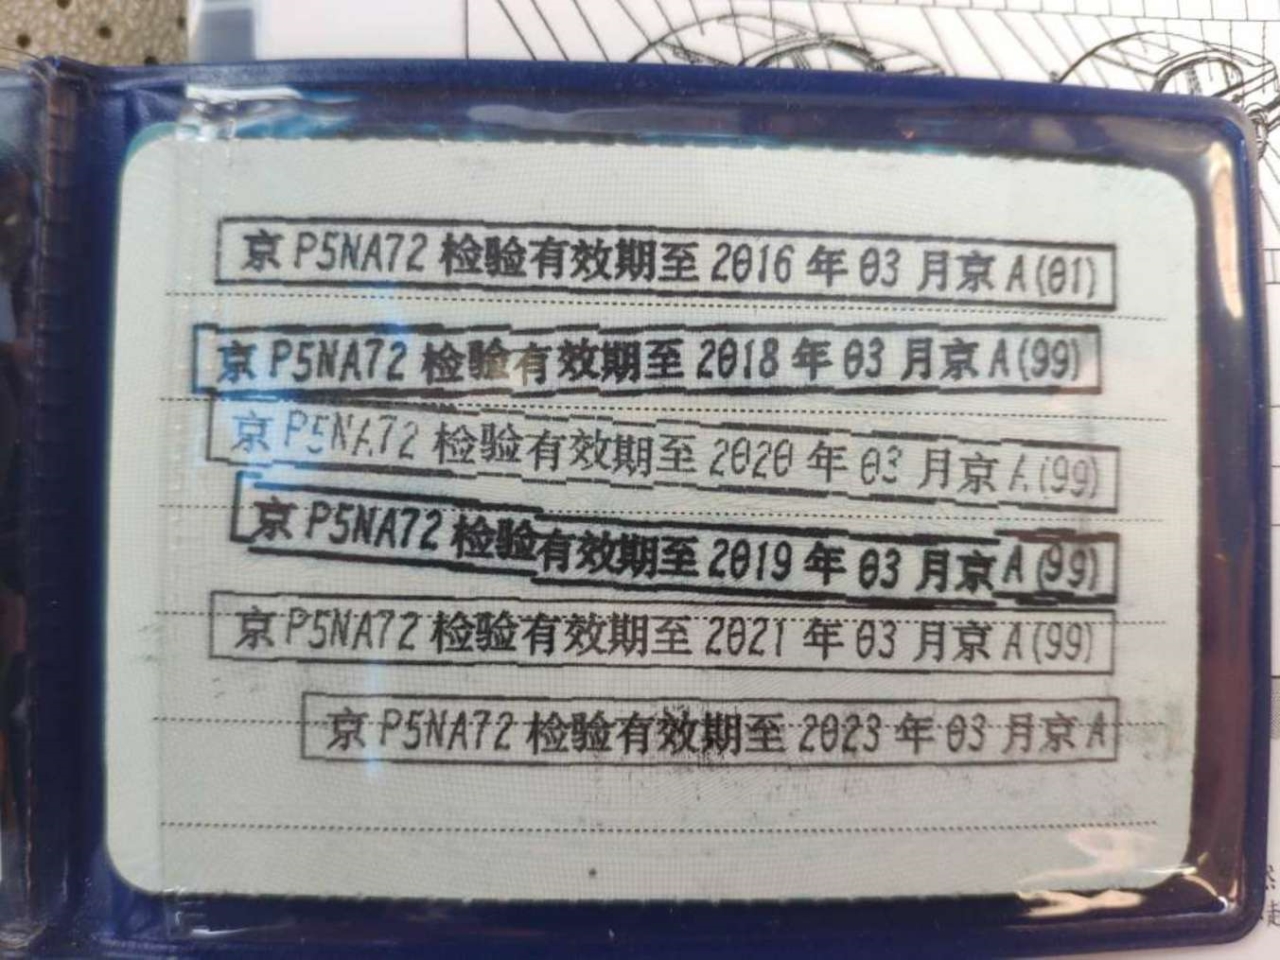 京 P5NA72 检验有效期至 2016 年 03 月京 A(01)
京 P5NA72 检验有效期至 2018 年 03 月京 A(99)
京 P5NA72 检验有效期至 2020 年 03 月京 A(99)
京 P5NA72 检验有效期至 2019 年 03 月京 A(99)
京 P5NA72 检验有效期至 2021 年 03 月京 A(99)
京 P5NA72 检验有效期至 2023 年 03 月京 A